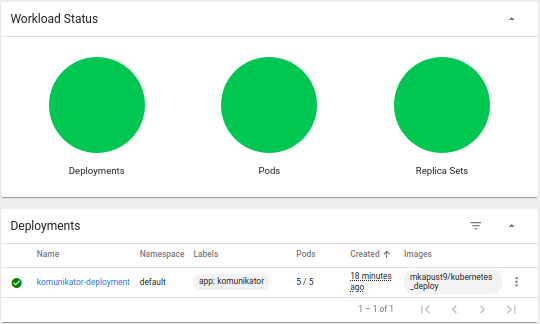 Workload Status
Deployments
Pods
Replica Sets
Deployments
Name Namespace Labels Pods Created Images
komunikator-deployment default app: komunikator 5 / 5 18 minutes ago mkapust9/kubernetes_deploy
1 – 1 of 1